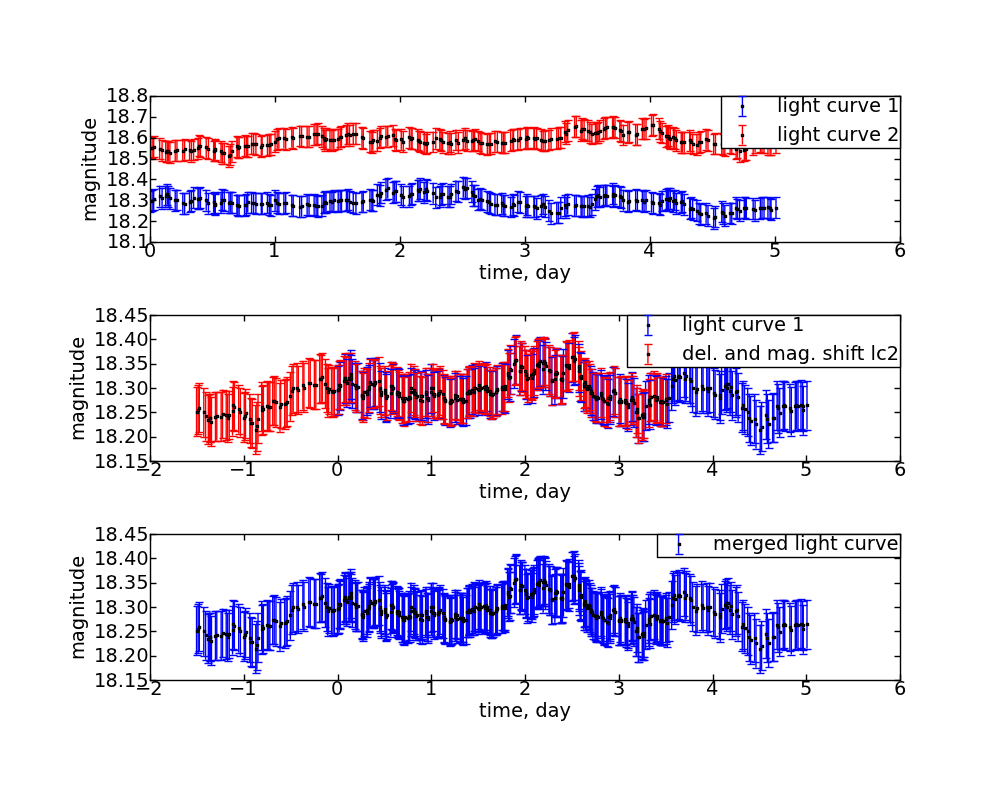 18.8
18.7
18.6
18.5
18.4
18.3
18.2
18.1
magnitude
light curve 1
light curve 2
0 1 2 3 4 5 6
time, day
18.45
18.40
18.35
18.30
18.25
18.20
18.15
magnitude
light curve 1
del. and mag. shift lc2
−2 −1 0 1 2 3 4 5 6
time, day
18.45
18.40
18.35
18.30
18.25
18.20
18.15
magnitude
merged light curve
−2 −1 0 1 2 3 4 5 6
time, day